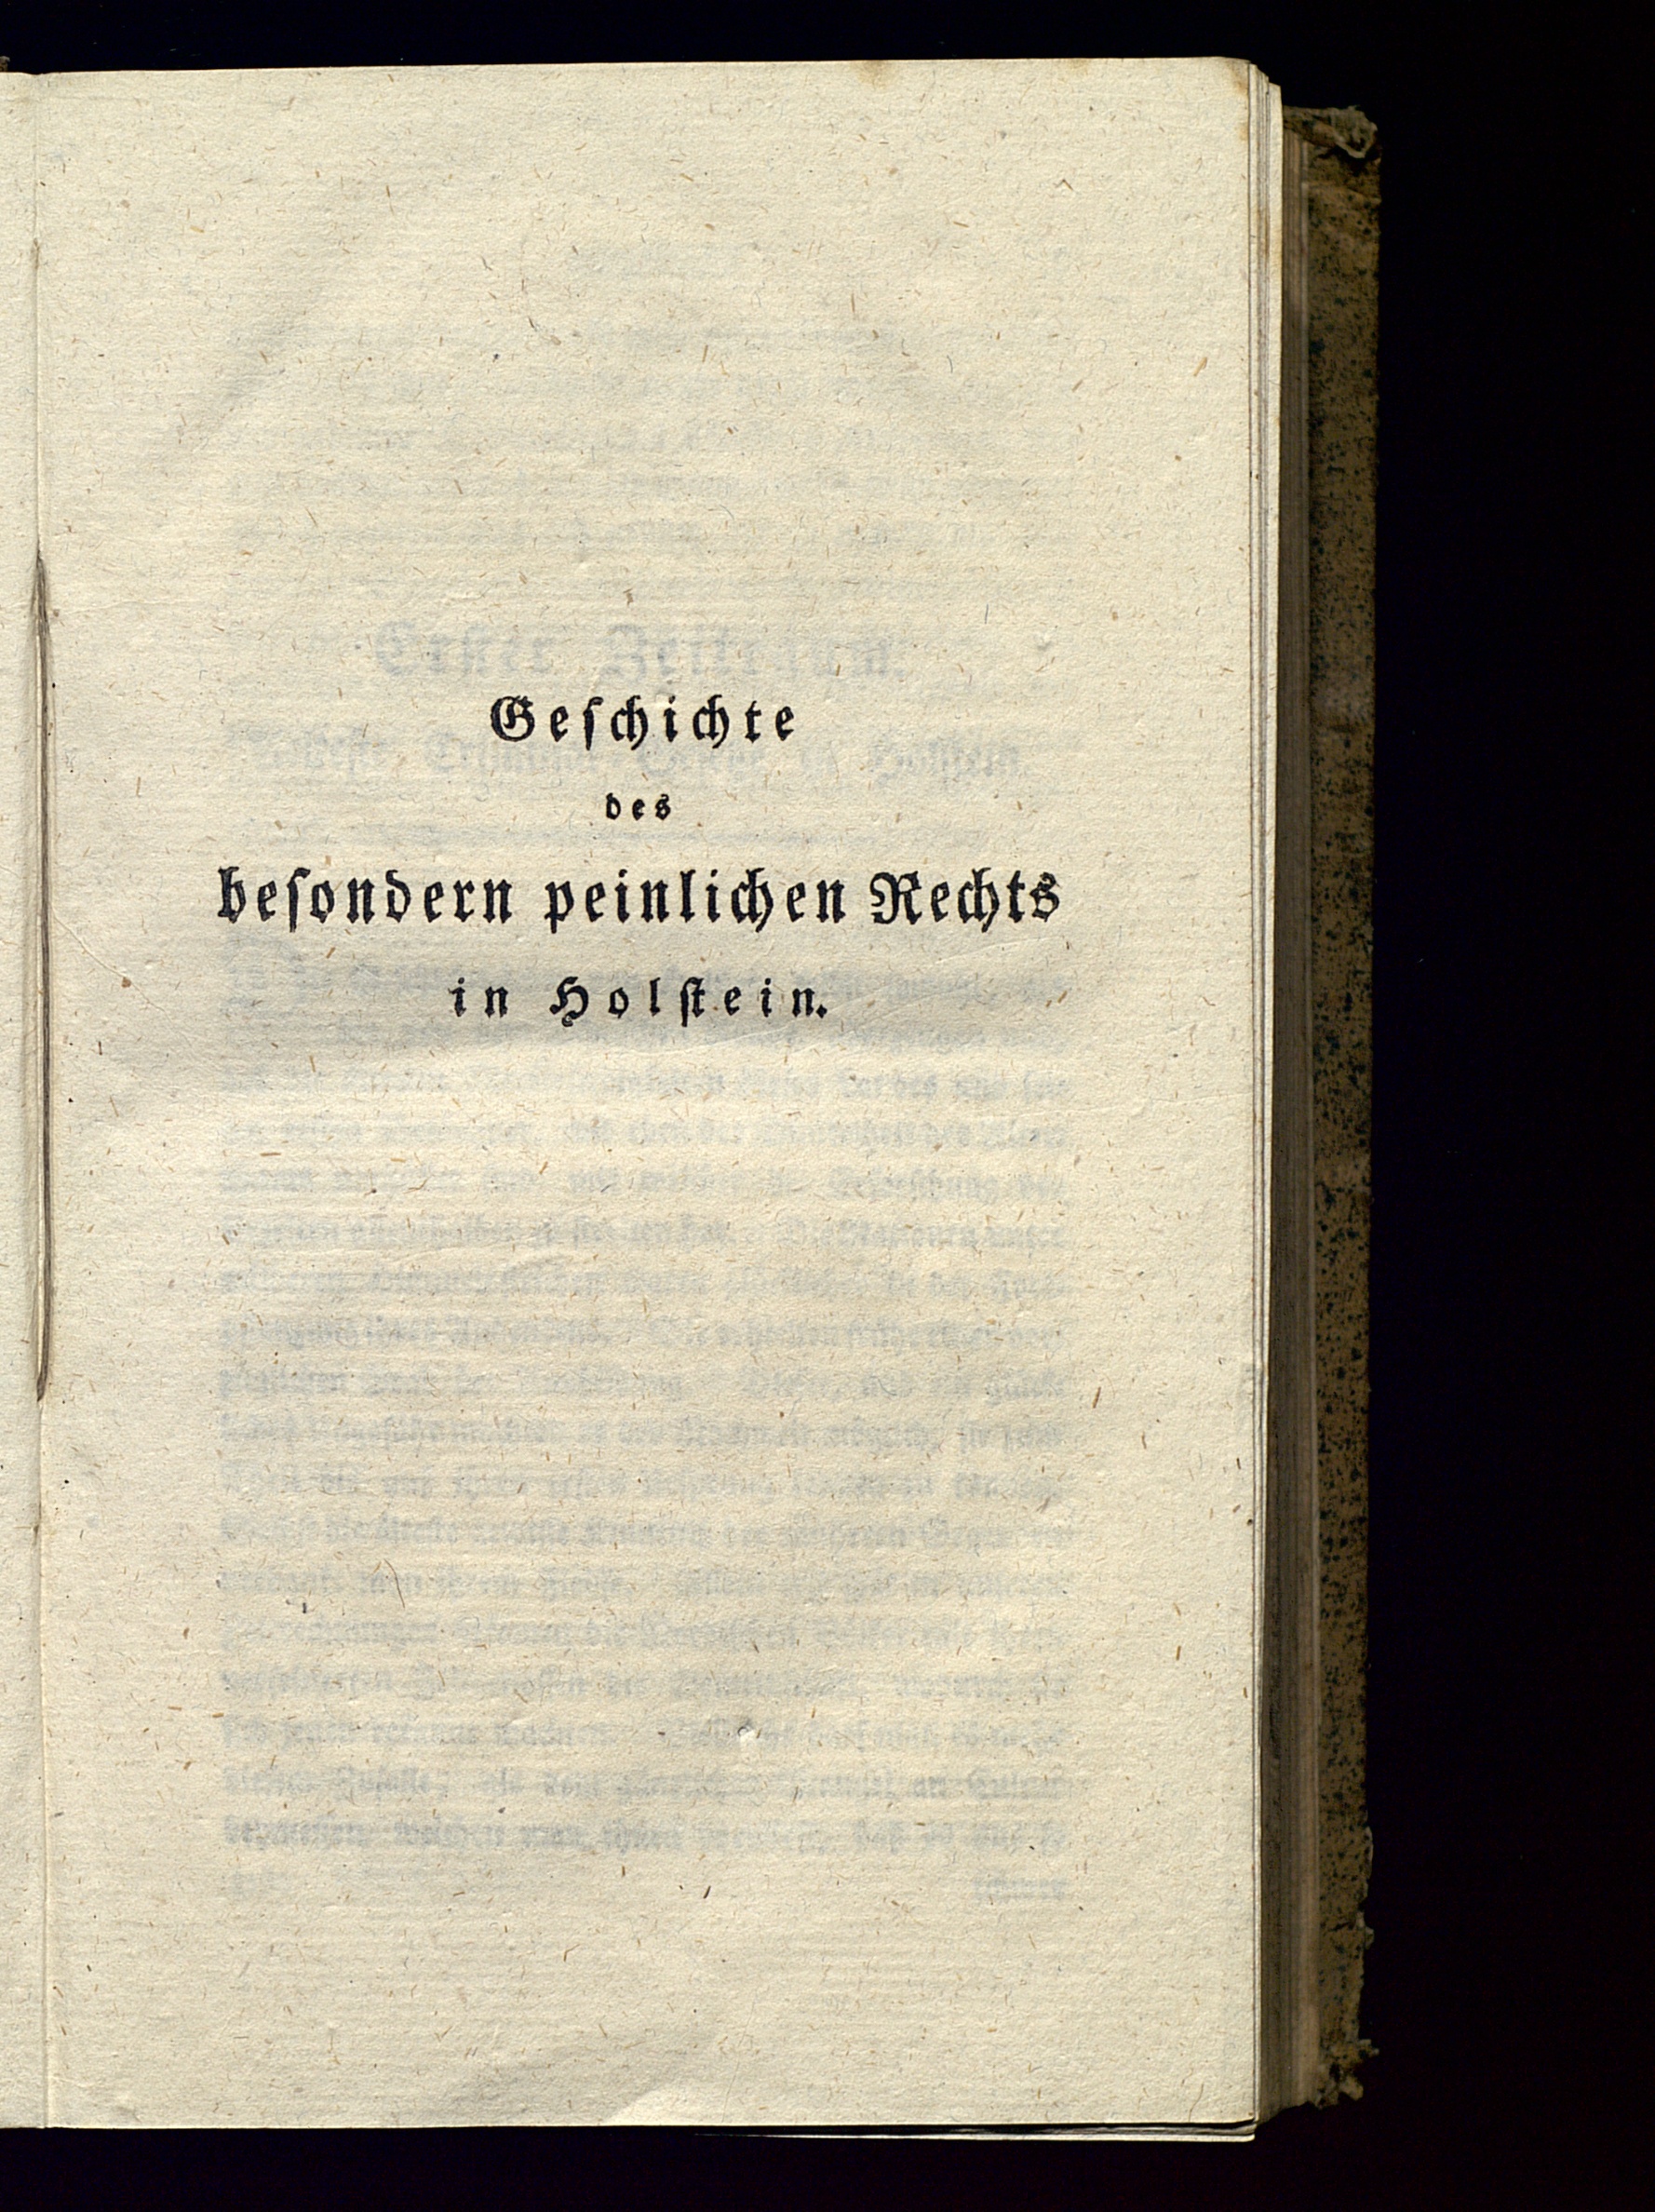 Geſchichte
des
beſondern peinlichen Rechts
in Holſtein.